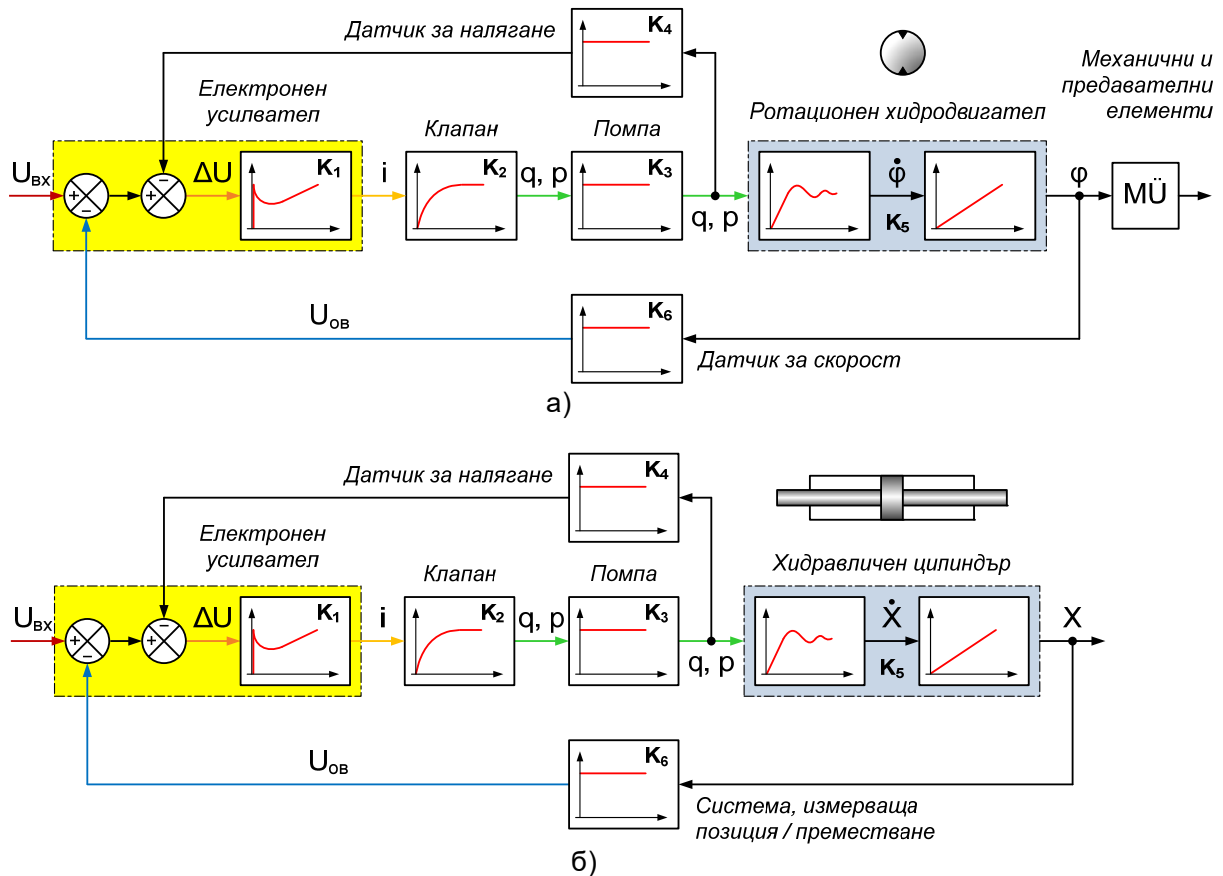 Датчик за налягане
K4
Механични и
предавателни
елементи
Електронен
усилвател
Клапан
Помпа
Ротационен хидродвигател
Uвх
ΔU
K1
i
K2
q, p
K3
q, p
φ̇
K5
φ
MÜ
Uов
K6
Датчик за скорост
а)
Датчик за налягане
K4
Електронен
усилвател
Клапан
Помпа
Хидравличен цилиндър
Uвх
ΔU
K1
i
K2
q, p
K3
q, p
Ẋ
K5
X
Uов
K6
Система, измерваща
позиция / преместване
б)